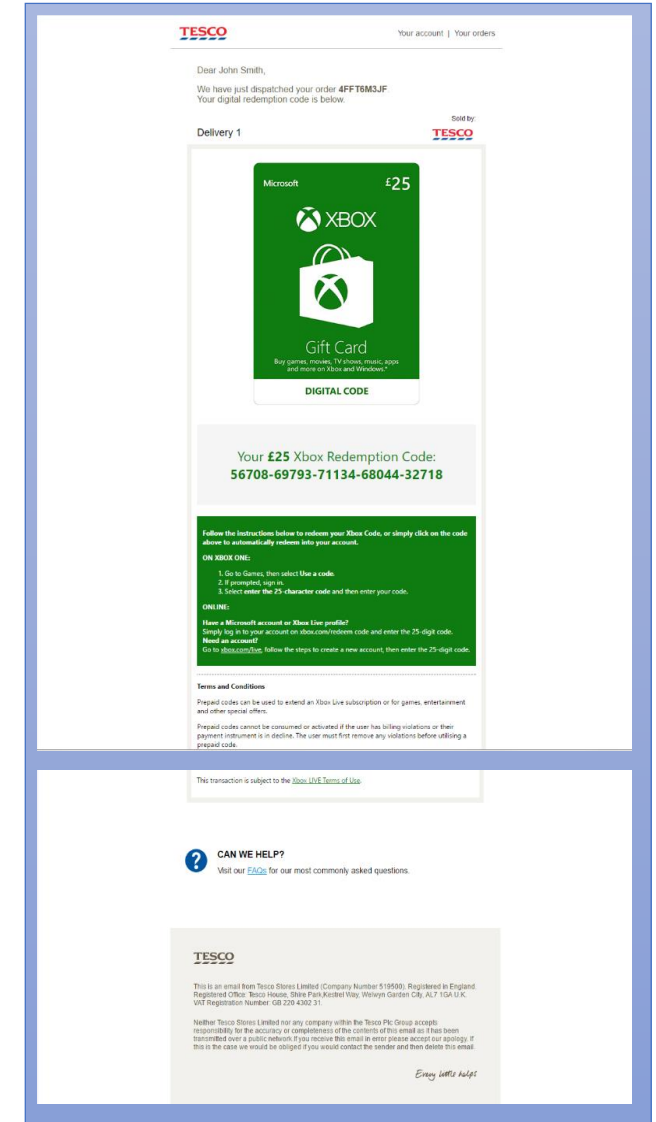 TESCO
Your account | Your orders
Dear John Smith,
We have just dispatched your order 4FFT6M3JF
Your digital redemption code is below.
Sold by:
Delivery 1
TESCO
Microsoft
£25
XBOX
Gift Card
Buy games, movies, TV shows, music, apps
and more on Xbox and Windows.*
DIGITAL CODE
Your £25 Xbox Redemption Code:
56708-69793-71134-68044-32718
Follow the instructions below to redeem your Xbox Code, or simply click on the code
above to automatically redeem into your account.
ON XBOX ONE:
1. Go to Games, then select Use a code.
2. If prompted, sign in.
3. Select enter the 25-character code and then enter your code.
ONLINE:
Have a Microsoft account or Xbox Live profile?
Simply log in to your account on xbox.com/redeem code and enter the 25-digit code.
Need an account?
Go to xbox.com/live, follow the steps to create a new account, then enter the 25-digit code.
Terms and Conditions
Prepaid codes can be used to extend an Xbox Live subscription or for games, entertainment
and other special offers.
Prepaid codes cannot be consumed or activated if the user has billing violations or their
payment instrument is in decline. The user must first remove any violations before utilising a
prepaid code.
This transaction is subject to the Xbox LIVE Terms of Use.
CAN WE HELP?
Visit our FAQs for our most commonly asked questions.
TESCO
This is an email from Tesco Stores Limited (Company Number 519500). Registered in England.
Registered Office: Tesco House, Shire Park,Kestrel Way, Welwyn Garden City, AL7 1GA U.K.
VAT Registration Number: GB 220 4302 31.
Neither Tesco Stores Limited nor any company within the Tesco Plc Group accepts
responsibility for the accuracy or completeness of the contents of this email as it has been
transmitted over a public network.If you receive this email in error please accept our apology. If
this is the case we would be obliged if you would contact the sender and then delete this email.
Every little helps